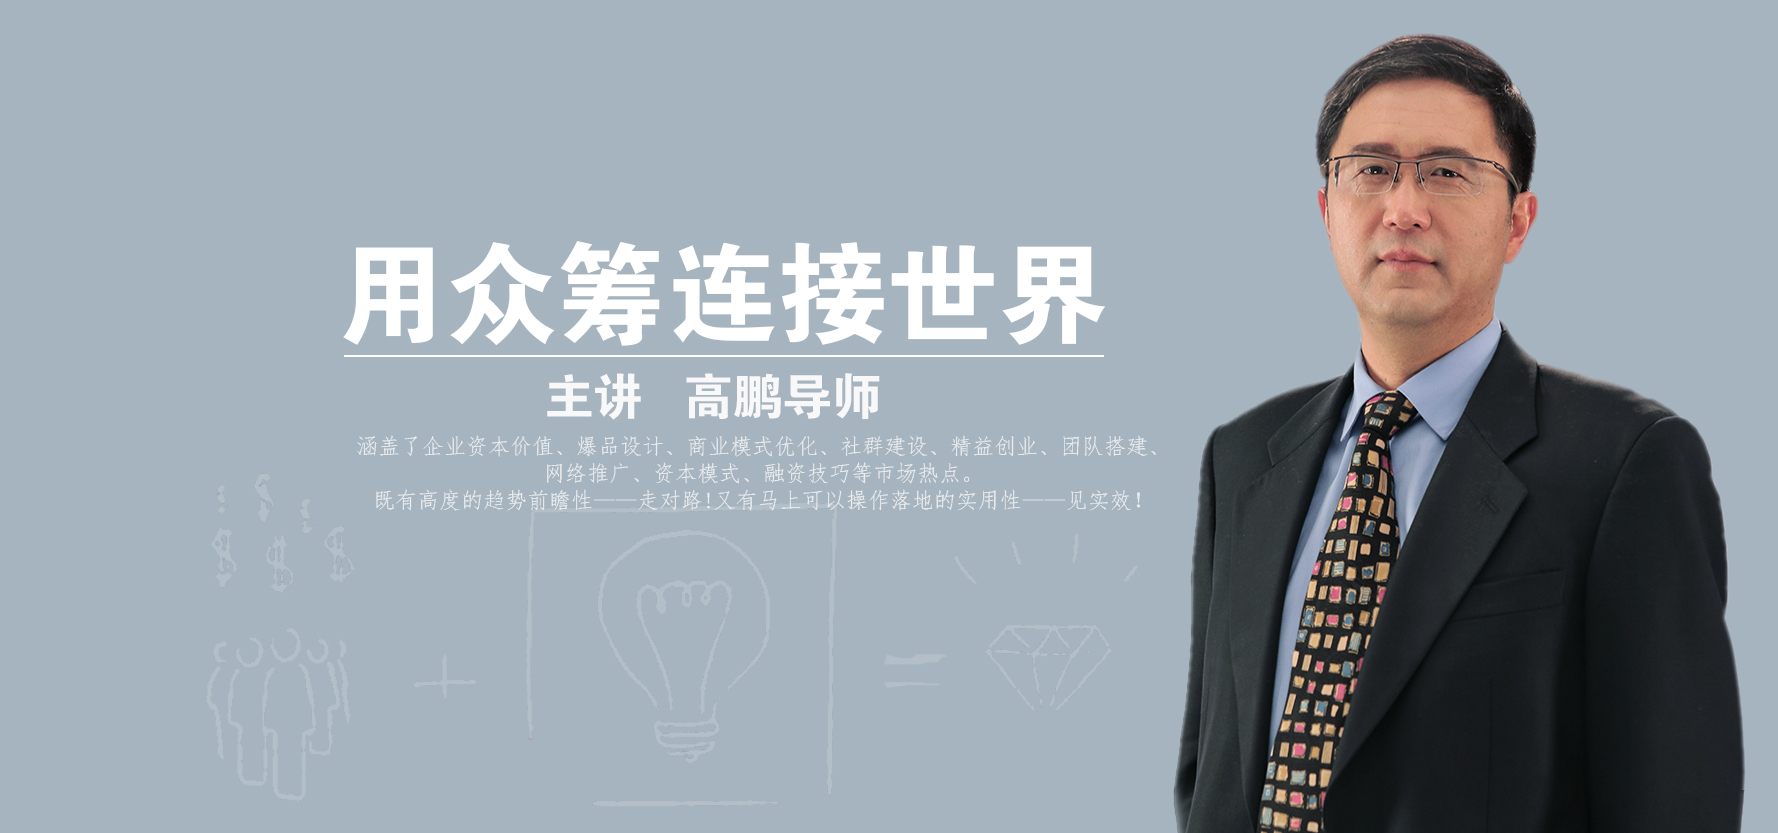 用众筹连接世界
主讲 高鹏导师
涵盖了企业资本价值、爆品设计、商业模式优化、社群建设、精益创业、团队搭建、
网络推广、资本模式、融资技巧等市场热点。
既有高度的趋势前瞻性——走对路!又有马上可以操作落地的实用性——见实效!